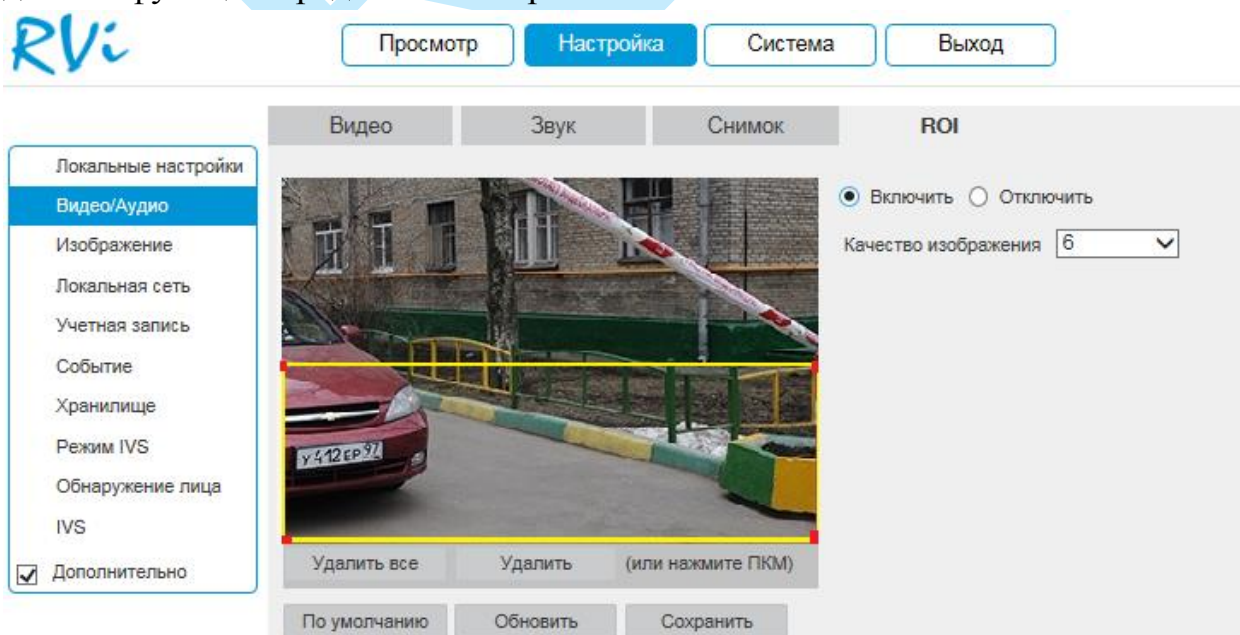 RVi
Просмотр Настройка Система Выход
Видео Звук Снимок ROI
Локальные настройки
Видео/Аудио
Изображение
Локальная сеть
Учетная запись
Событие
Хранилище
Режим IVS
Обнаружение лица
IVS
Дополнительно
Включить Отключить
Качество изображения 6
У412ЕР97
Удалить все Удалить (или нажмите ПКМ)
По умолчанию Обновить Сохранить